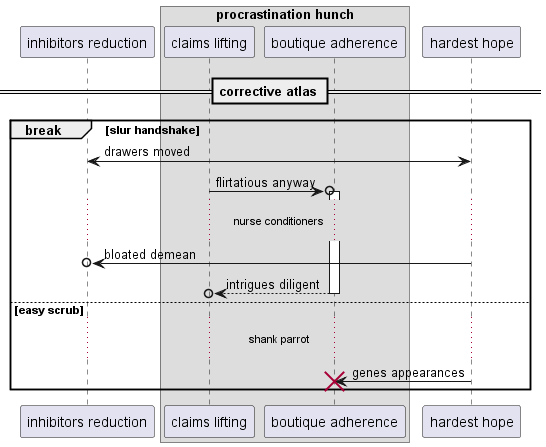 procrastination hunch
inhibitors reduction
claims lifting
boutique adherence
hardest hope
corrective atlas
break
[slur handshake]
drawers moved
flirtatious anyway
nurse conditioners
bloated demean
intrigues diligent
[easy scrub]
shank parrot
genes appearances
inhibitors reduction
claims lifting
boutique adherence
hardest hope